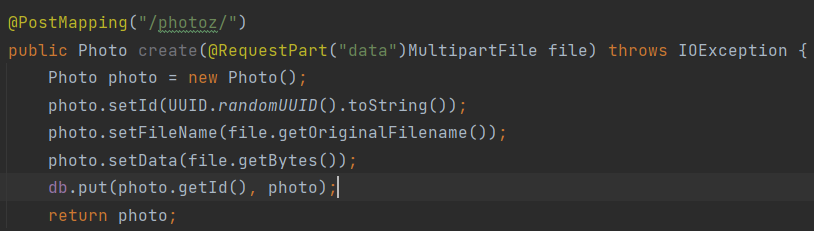 @PostMapping("/photoz/")
public Photo create(@RequestPart("data")MultipartFile file) throws IOException {
    Photo photo = new Photo();
    photo.setId(UUID.randomUUID().toString());
    photo.setFileName(file.getOriginalFilename());
    photo.setData(file.getBytes());
    db.put(photo.getId(), photo);
    return photo;